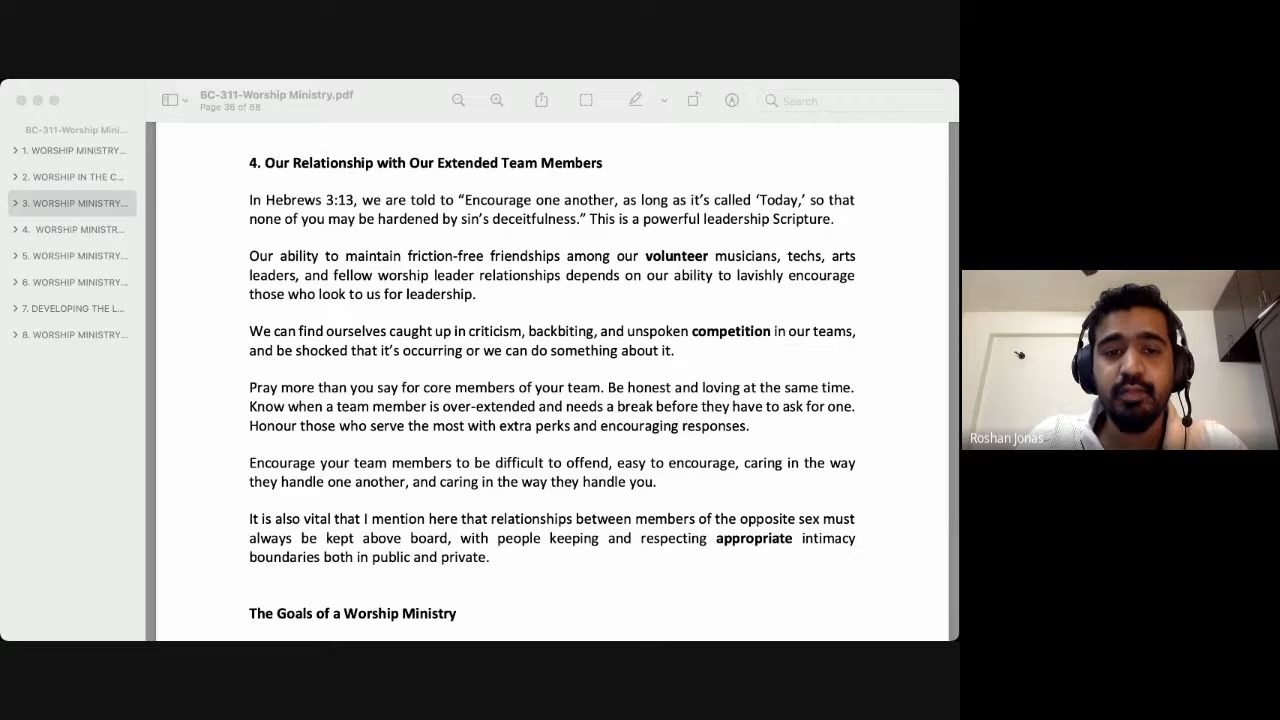 BC-311-Worship Ministry.pdf
Page 36 of 68
Search
BC-311-Worship Mini...
1. WORSHIP MINISTRY...
2. WORSHIP IN THE C...
3. WORSHIP MINISTRY...
4. WORSHIP MINISTR...
5. WORSHIP MINISTRY...
6. WORSHIP MINISTRY...
7. DEVELOPING THE L...
8. WORSHIP MINISTRY...
4. Our Relationship with Our Extended Team Members
In Hebrews 3:13, we are told to “Encourage one another, as long as it’s called ‘Today,’ so that
none of you may be hardened by sin’s deceitfulness.” This is a powerful leadership Scripture.
Our ability to maintain friction-free friendships among our volunteer musicians, techs, arts
leaders, and fellow worship leader relationships depends on our ability to lavishly encourage
those who look to us for leadership.
We can find ourselves caught up in criticism, backbiting, and unspoken competition in our teams,
and be shocked that it’s occurring or we can do something about it.
Pray more than you say for core members of your team. Be honest and loving at the same time.
Know when a team member is over-extended and needs a break before they have to ask for one.
Honour those who serve the most with extra perks and encouraging responses.
Encourage your team members to be difficult to offend, easy to encourage, caring in the way
they handle one another, and caring in the way they handle you.
It is also vital that I mention here that relationships between members of the opposite sex must
always be kept above board, with people keeping and respecting appropriate intimacy
boundaries both in public and private.
The Goals of a Worship Ministry
Roshan Jonas